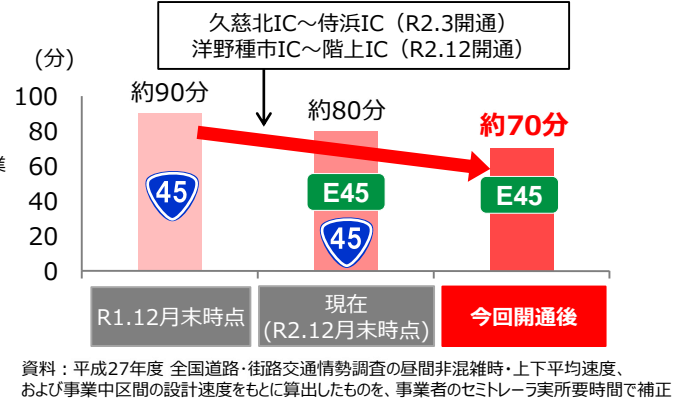 久慈北IC～侍浜IC（R2.3開通）
洋野種市IC～階上IC（R2.12開通）
(分)
100
80
60
40
20
0
業
約90分
約80分
約70分
45
E45
45
E45
R1.12月末時点
現在
(R2.12月末時点)
今回開通後
資料：平成27年度 全国道路・街路交通情勢調査の昼間非混雑時・上下平均速度、
および事業中区間の設計速度をもとに算出したものを、事業者のセミトレーラ実所要時間で補正